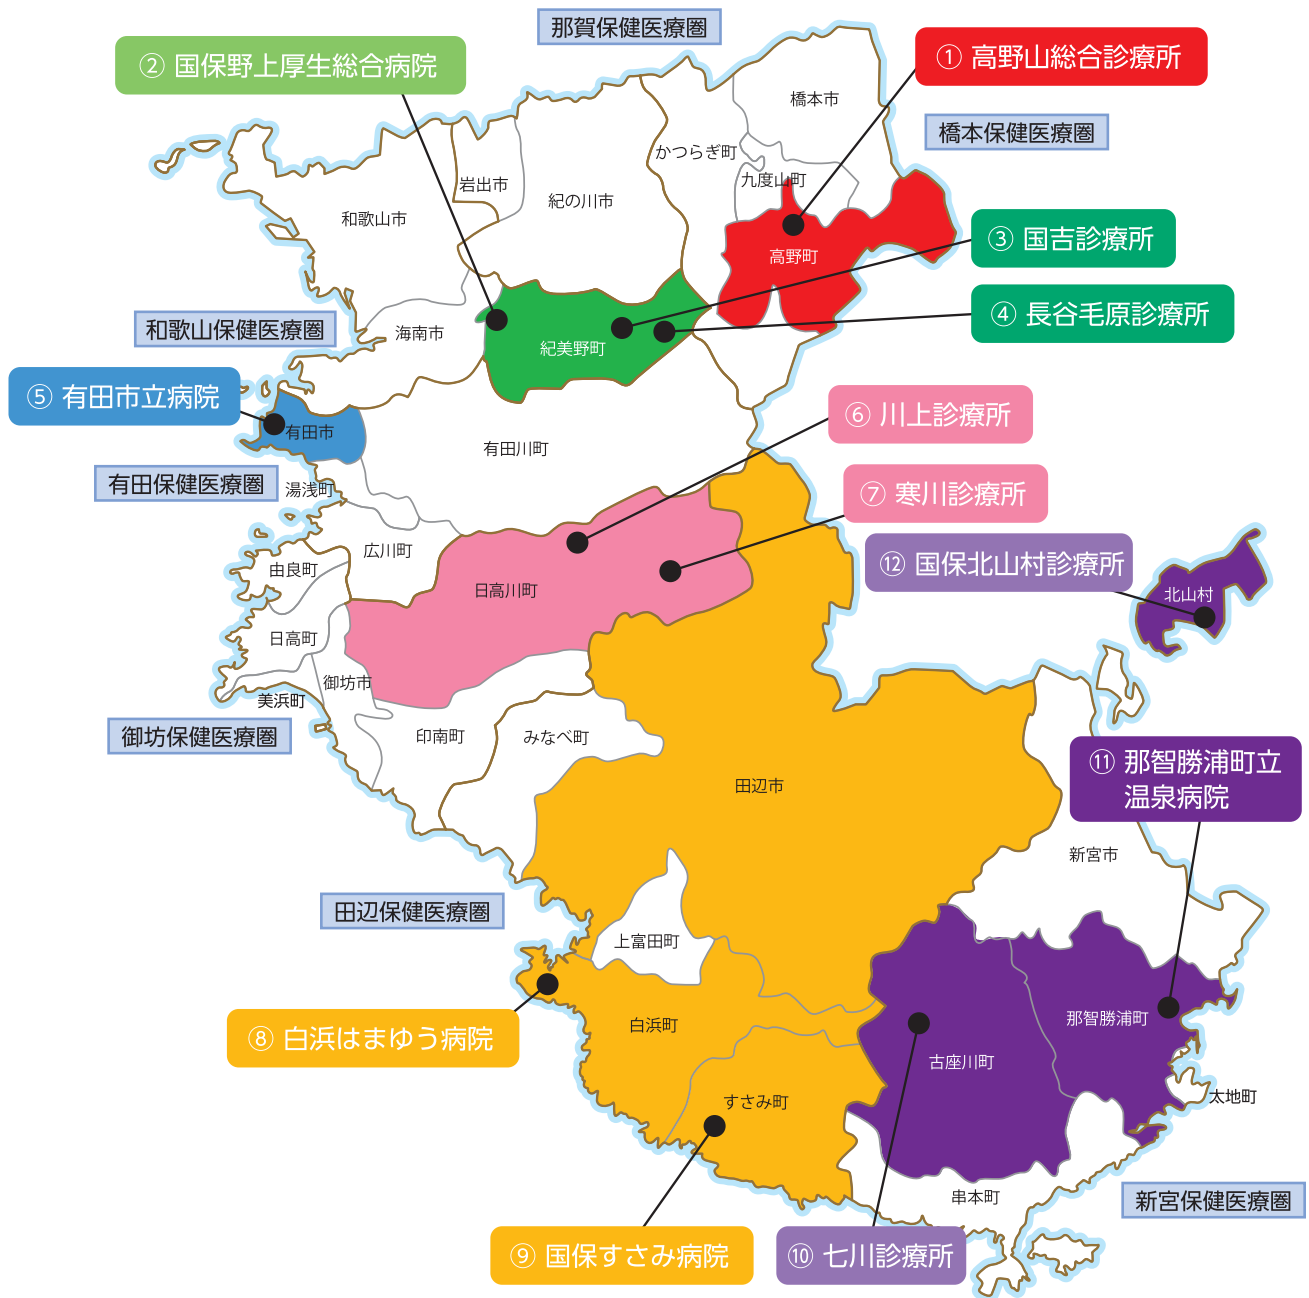 那賀保健医療圏
② 国保野上厚生総合病院
① 高野山総合診療所
橋本市
橋本保健医療圏
かつらぎ町
九度山町
岩出市
紀の川市
和歌山市
高野町
③ 国吉診療所
④ 長谷毛原診療所
和歌山保健医療圏
海南市
紀美野町
⑤ 有田市立病院
有田市
有田川町
⑥ 川上診療所
有田保健医療圏
湯浅町
⑦ 寒川診療所
広川町
由良町
⑫ 国保北山村診療所
北山村
日高川町
日高町
御坊市
美浜町
御坊保健医療圏
印南町
みなべ町
田辺市
⑪ 那智勝浦町立
温泉病院
新宮市
田辺保健医療圏
上富田町
白浜町
⑧ 白浜はまゆう病院
那智勝浦町
古座川町
すさみ町
太地町
串本町
新宮保健医療圏
⑨ 国保すさみ病院
⑩ 七川診療所